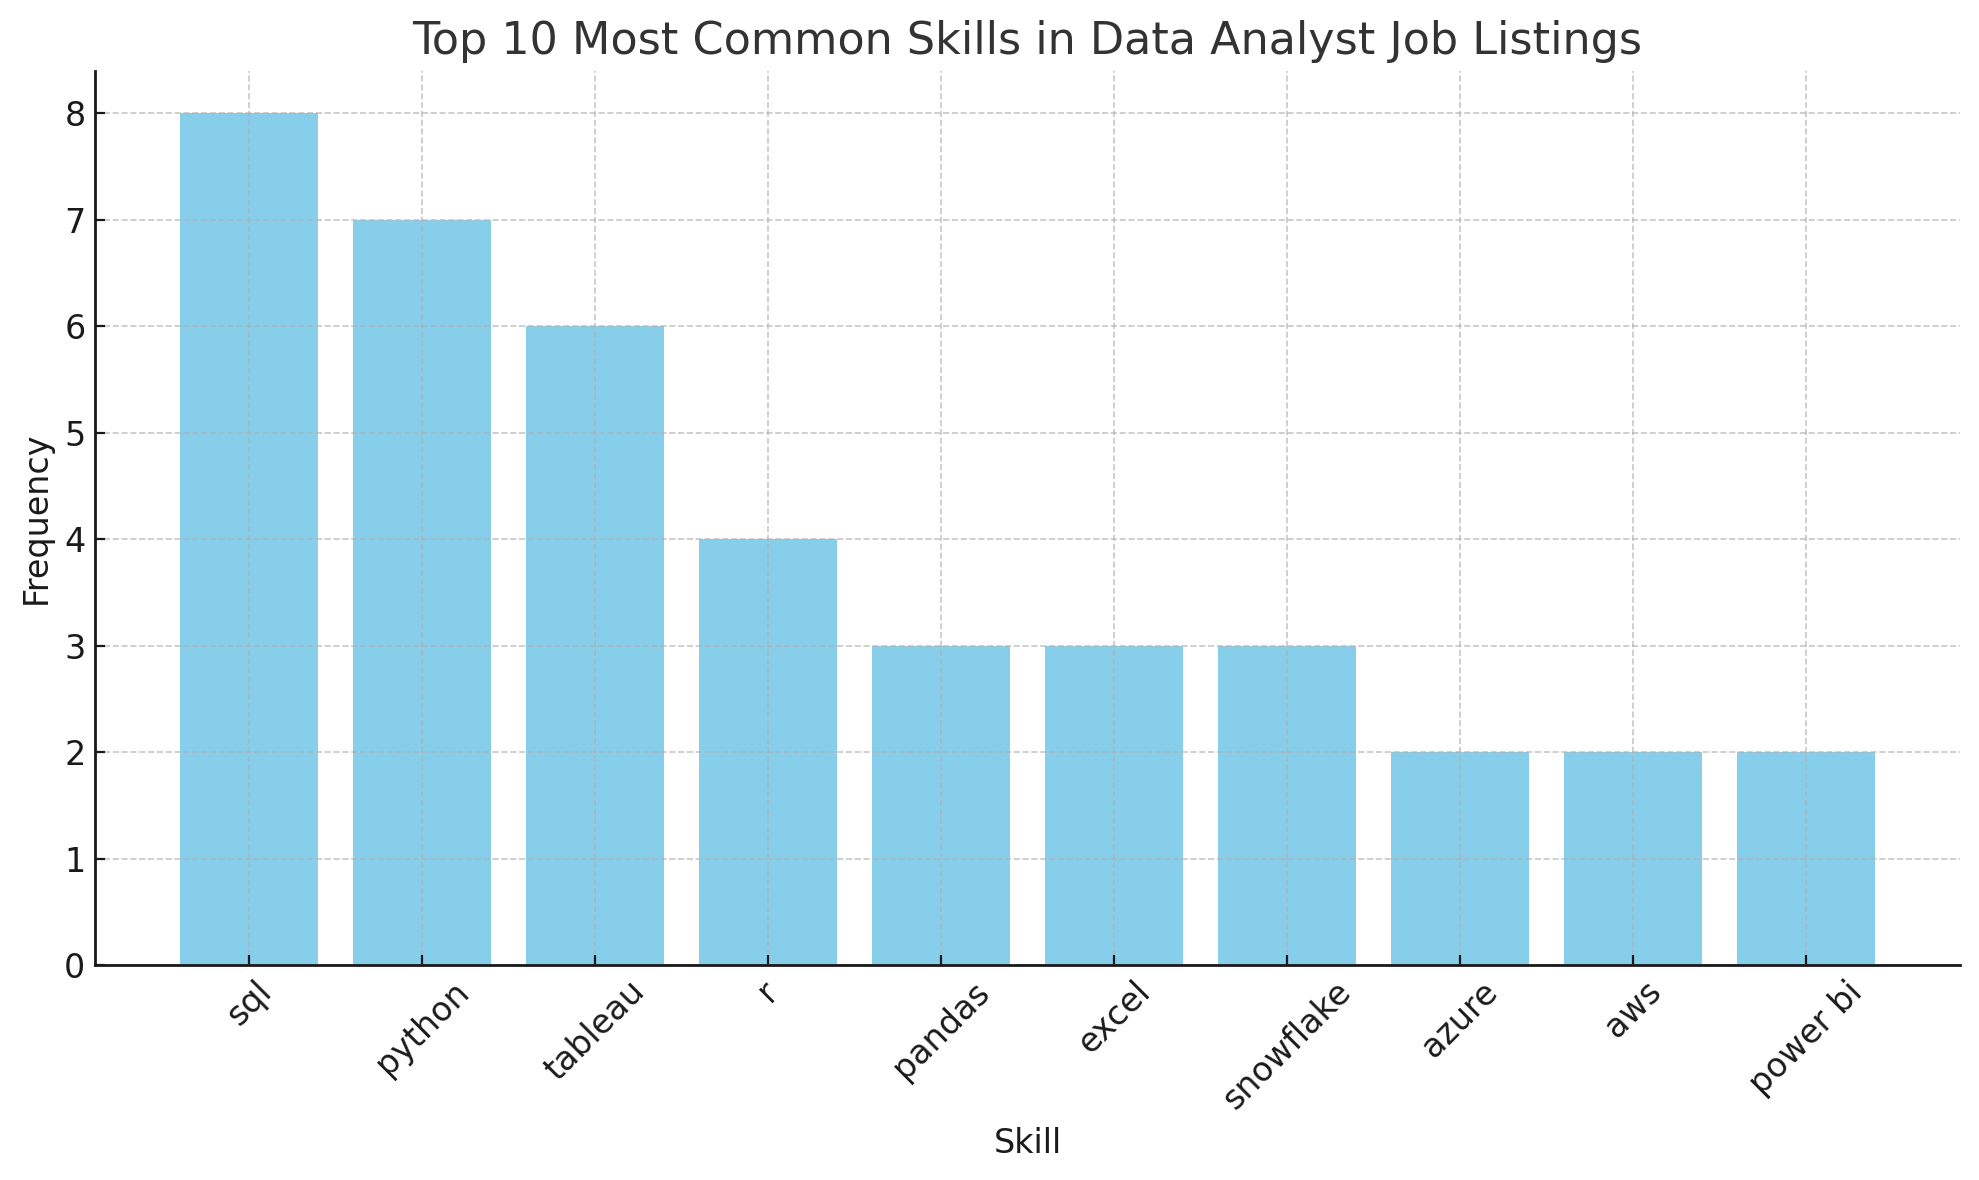 Top 10 Most Common Skills in Data Analyst Job Listings
8
7
6
5
4
3
2
1
0
Frequency
sql
python
tableau
r
pandas
excel
snowflake
azure
aws
power bi
Skill